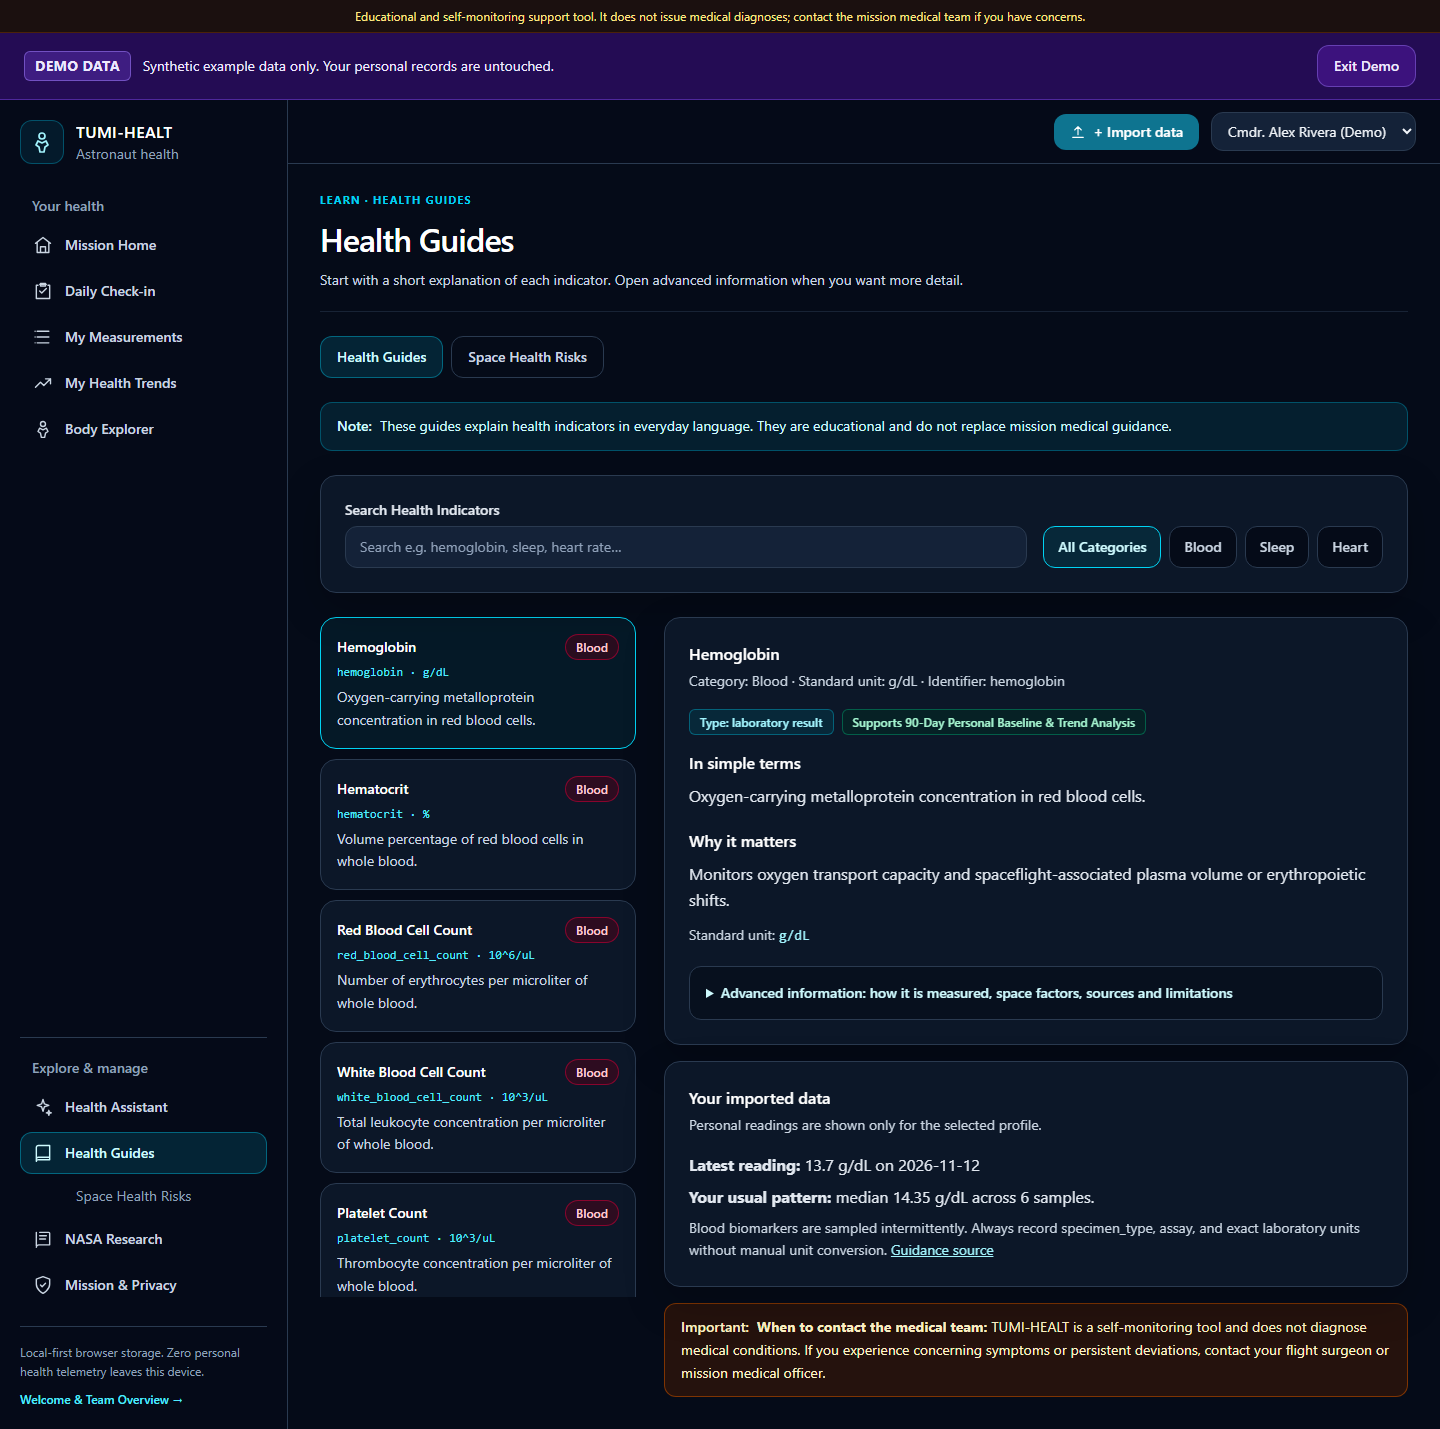 Educational and self-monitoring support tool. It does not issue medical diagnoses; contact the mission medical team if you have concerns.
DEMO DATA
Synthetic example data only. Your personal records are untouched.
Exit Demo
TUMI-HEALT
Astronaut health
+ Import data
Cmdr. Alex Rivera (Demo)
Your health
Mission Home
Daily Check-in
My Measurements
My Health Trends
Body Explorer
Explore & manage
Health Assistant
Health Guides
Space Health Risks
NASA Research
Mission & Privacy
Local-first browser storage. Zero personal
health telemetry leaves this device.
Welcome & Team Overview →
LEARN · HEALTH GUIDES
Health Guides
Start with a short explanation of each indicator. Open advanced information when you want more detail.
Health Guides
Space Health Risks
Note: These guides explain health indicators in everyday language. They are educational and do not replace mission medical guidance.
Search Health Indicators
Search e.g. hemoglobin, sleep, heart rate...
All Categories
Blood
Sleep
Heart
Hemoglobin
Blood
hemoglobin · g/dL
Oxygen-carrying metalloprotein
concentration in red blood cells.
Hematocrit
Blood
hematocrit · %
Volume percentage of red blood cells in
whole blood.
Red Blood Cell Count
Blood
red_blood_cell_count · 10^6/uL
Number of erythrocytes per microliter of
whole blood.
White Blood Cell Count
Blood
white_blood_cell_count · 10^3/uL
Total leukocyte concentration per microliter
of whole blood.
Platelet Count
Blood
platelet_count · 10^3/uL
Thrombocyte concentration per microliter of
whole blood.
Hemoglobin
Category: Blood · Standard unit: g/dL · Identifier: hemoglobin
Type: laboratory result
Supports 90-Day Personal Baseline & Trend Analysis
In simple terms
Oxygen-carrying metalloprotein concentration in red blood cells.
Why it matters
Monitors oxygen transport capacity and spaceflight-associated plasma volume or erythropoietic
shifts.
Standard unit: g/dL
Advanced information: how it is measured, space factors, sources and limitations
Your imported data
Personal readings are shown only for the selected profile.
Latest reading: 13.7 g/dL on 2026-11-12
Your usual pattern: median 14.35 g/dL across 6 samples.
Blood biomarkers are sampled intermittently. Always record specimen_type, assay, and exact laboratory units
without manual unit conversion. Guidance source
Important: When to contact the medical team: TUMI-HEALT is a self-monitoring tool and does not diagnose
medical conditions. If you experience concerning symptoms or persistent deviations, contact your flight surgeon or
mission medical officer.